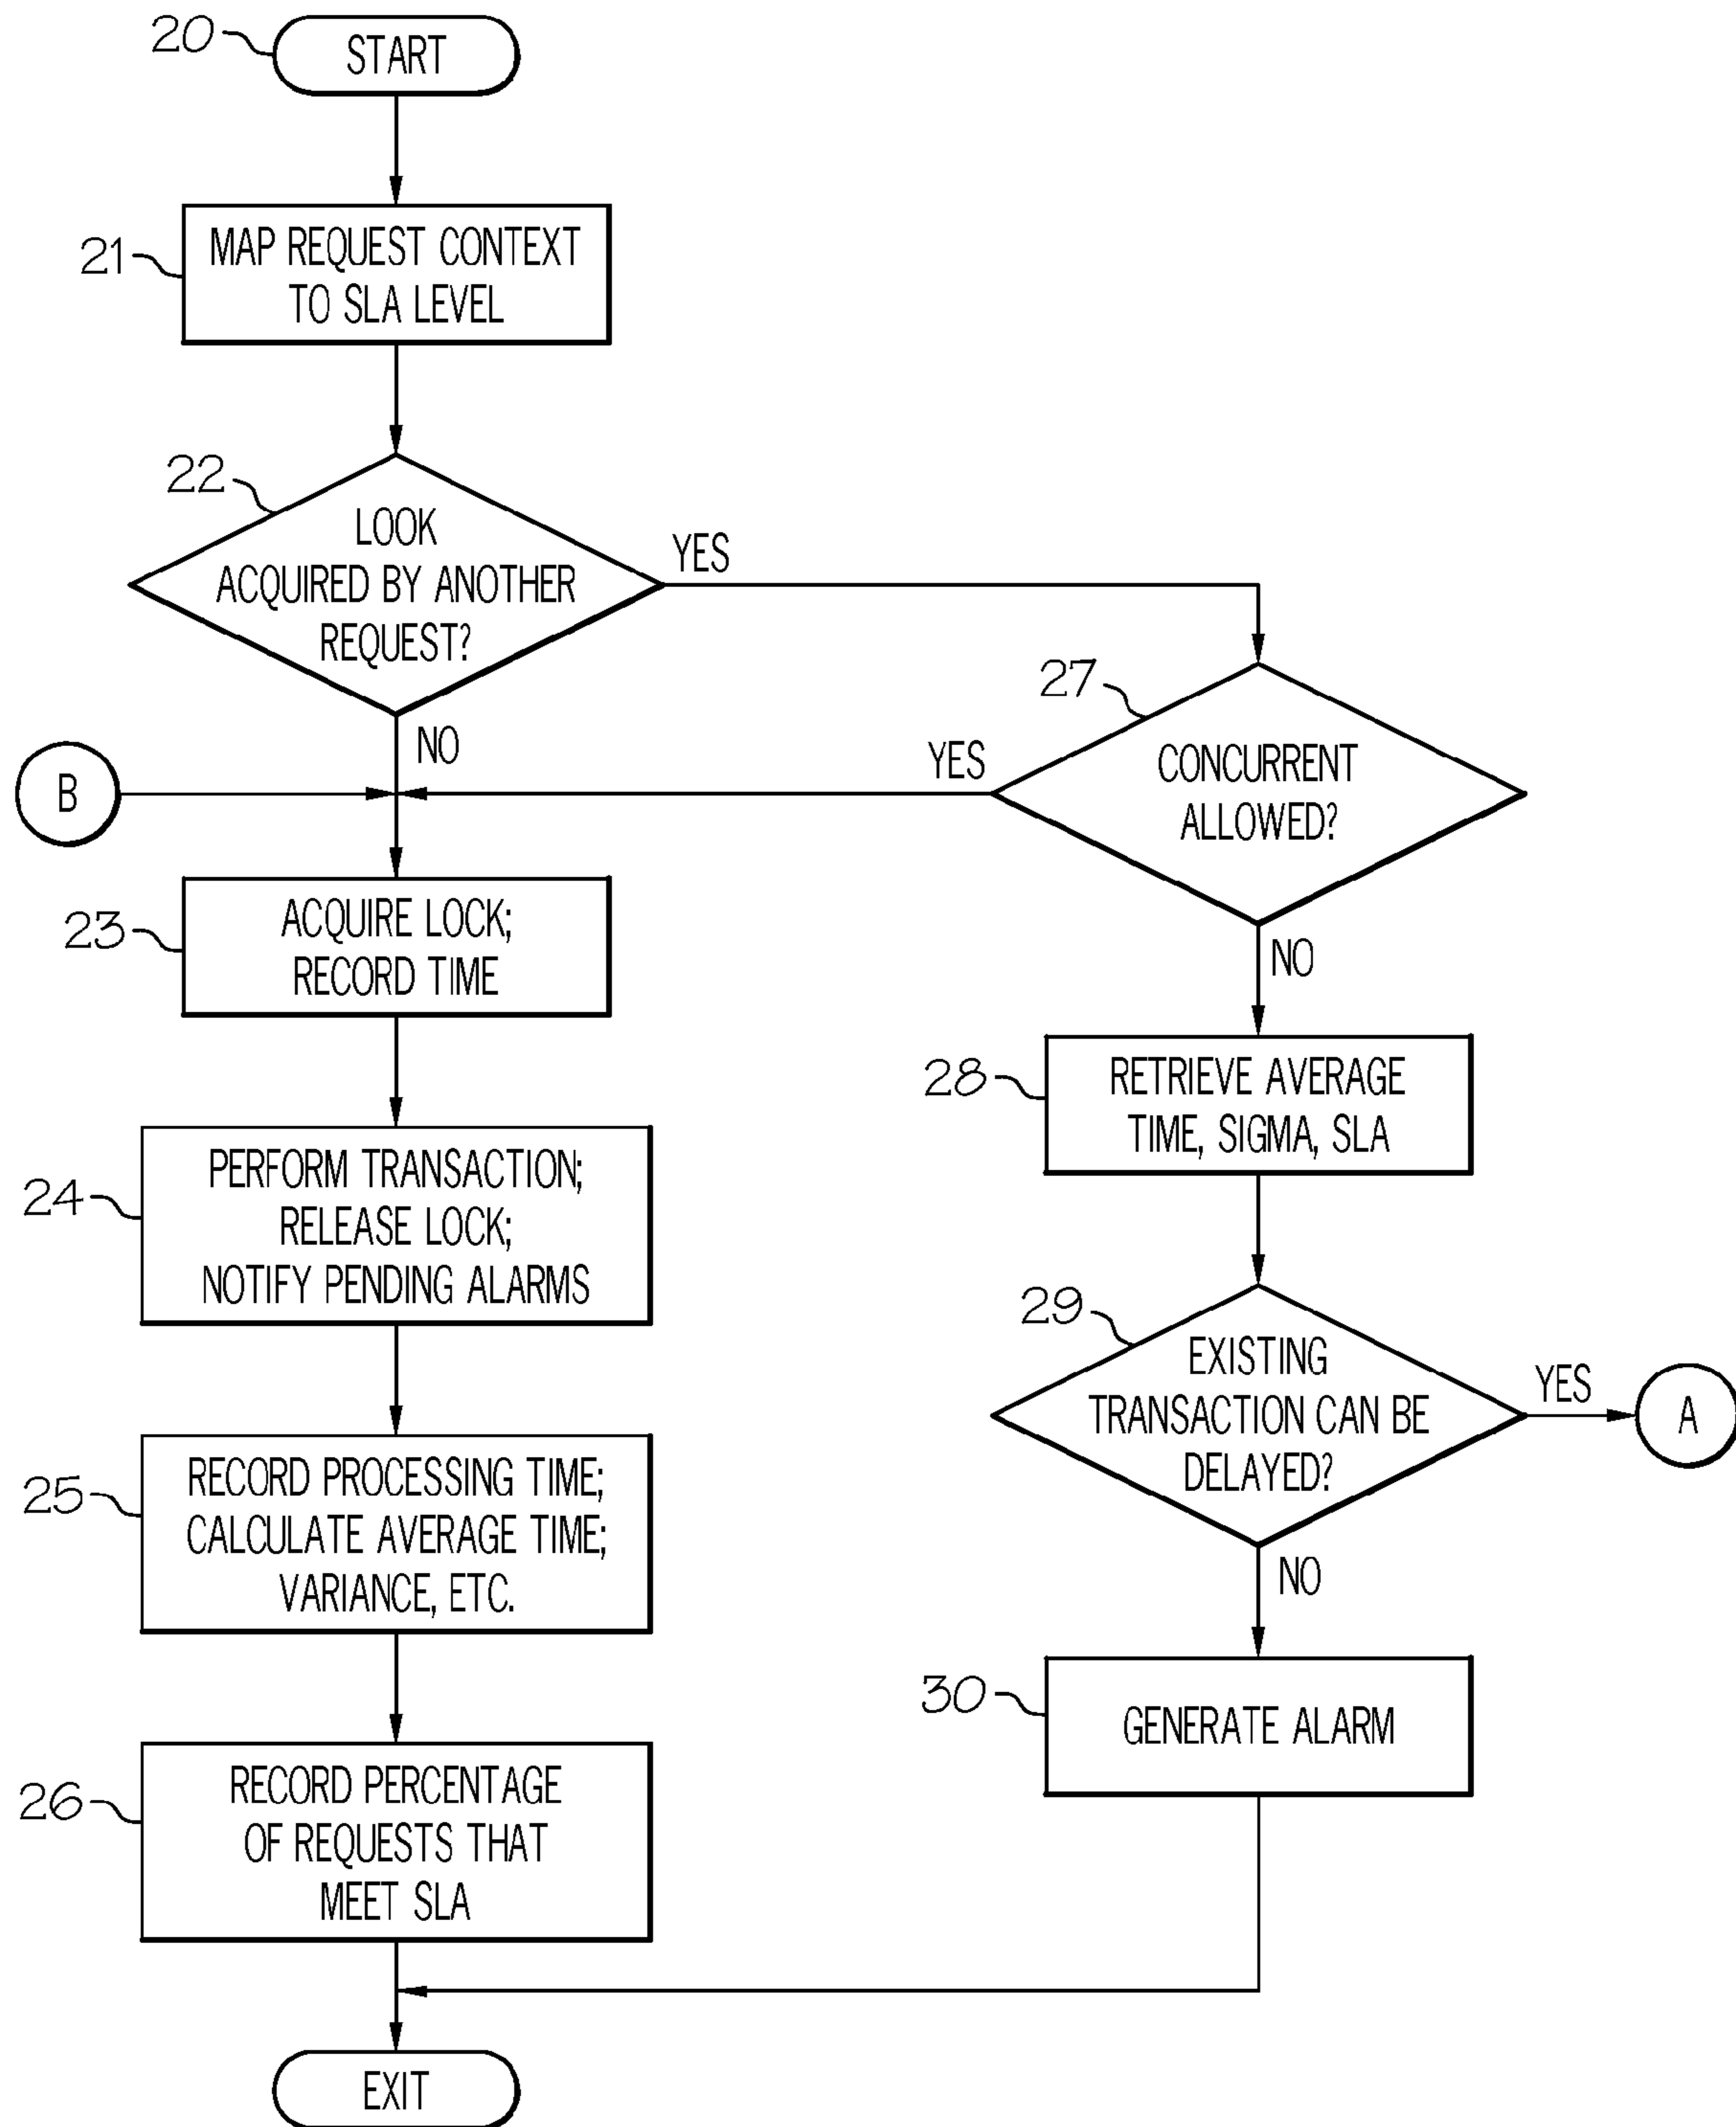 20
START
21
MAP REQUEST CONTEXT
TO SLA LEVEL
22
LOOK
ACQUIRED BY ANOTHER
REQUEST?
YES
NO
27
CONCURRENT
ALLOWED?
YES
NO
B
23
ACQUIRE LOCK;
RECORD TIME
28
RETRIEVE AVERAGE
TIME, SIGMA, SLA
24
PERFORM TRANSACTION;
RELEASE LOCK;
NOTIFY PENDING ALARMS
29
EXISTING
TRANSACTION CAN BE
DELAYED?
YES
A
NO
25
RECORD PROCESSING TIME;
CALCULATE AVERAGE TIME;
VARIANCE, ETC.
30
GENERATE ALARM
26
RECORD PERCENTAGE
OF REQUESTS THAT
MEET SLA
EXIT